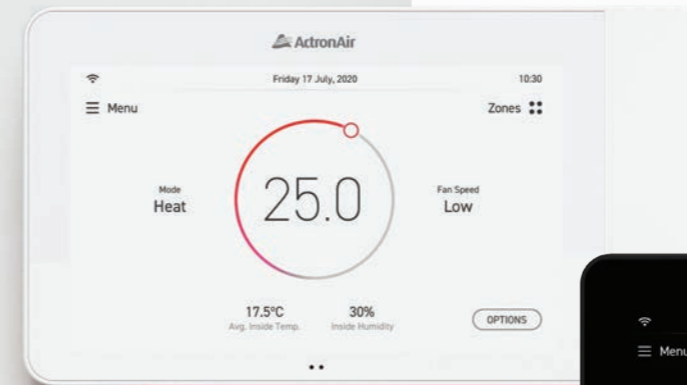 ActronAir
Friday 17 July, 2020 10:30
Menu Zones
Mode Fan Speed
Heat 25.0 Low
17.5°C 30%
Avg. Inside Temp. Inside Humidity OPTIONS
Menu